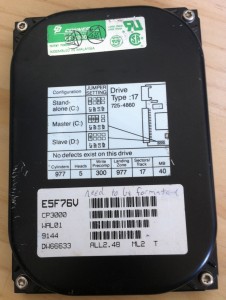 Configuration
JUMPER
SETTING
Drive
Type :17
725-4860
Stand-
alone (C:)
Master (C:)
Slave (D:)
No defects exist on this drive
Cylinders Heads Write Precomp Landing Zone Sectors/ Track MB
977 5 300 977 17 40
need to be formatted
E5F76V
CP3000
WAL01
9144
DW66633
ALL2.48 ML2 T